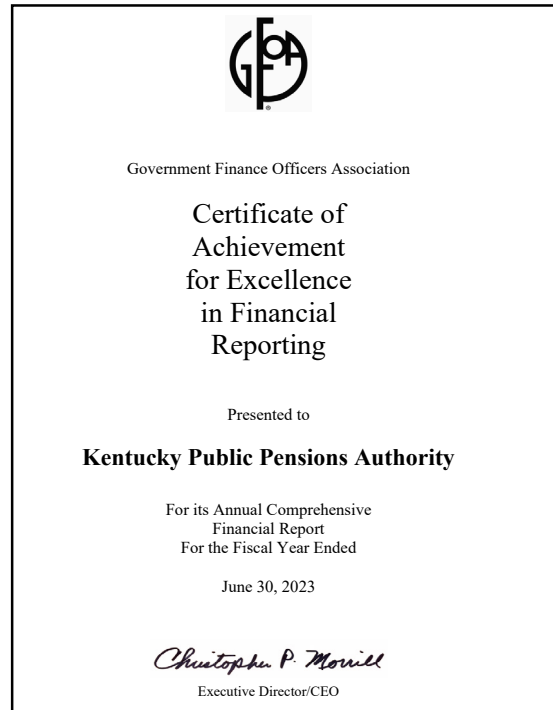 GFOA
®
Government Finance Officers Association
Certificate of
Achievement
for Excellence
in Financial
Reporting
Presented to
Kentucky Public Pensions Authority
For its Annual Comprehensive
Financial Report
For the Fiscal Year Ended
June 30, 2023
Christopher P. Morrill
Executive Director/CEO